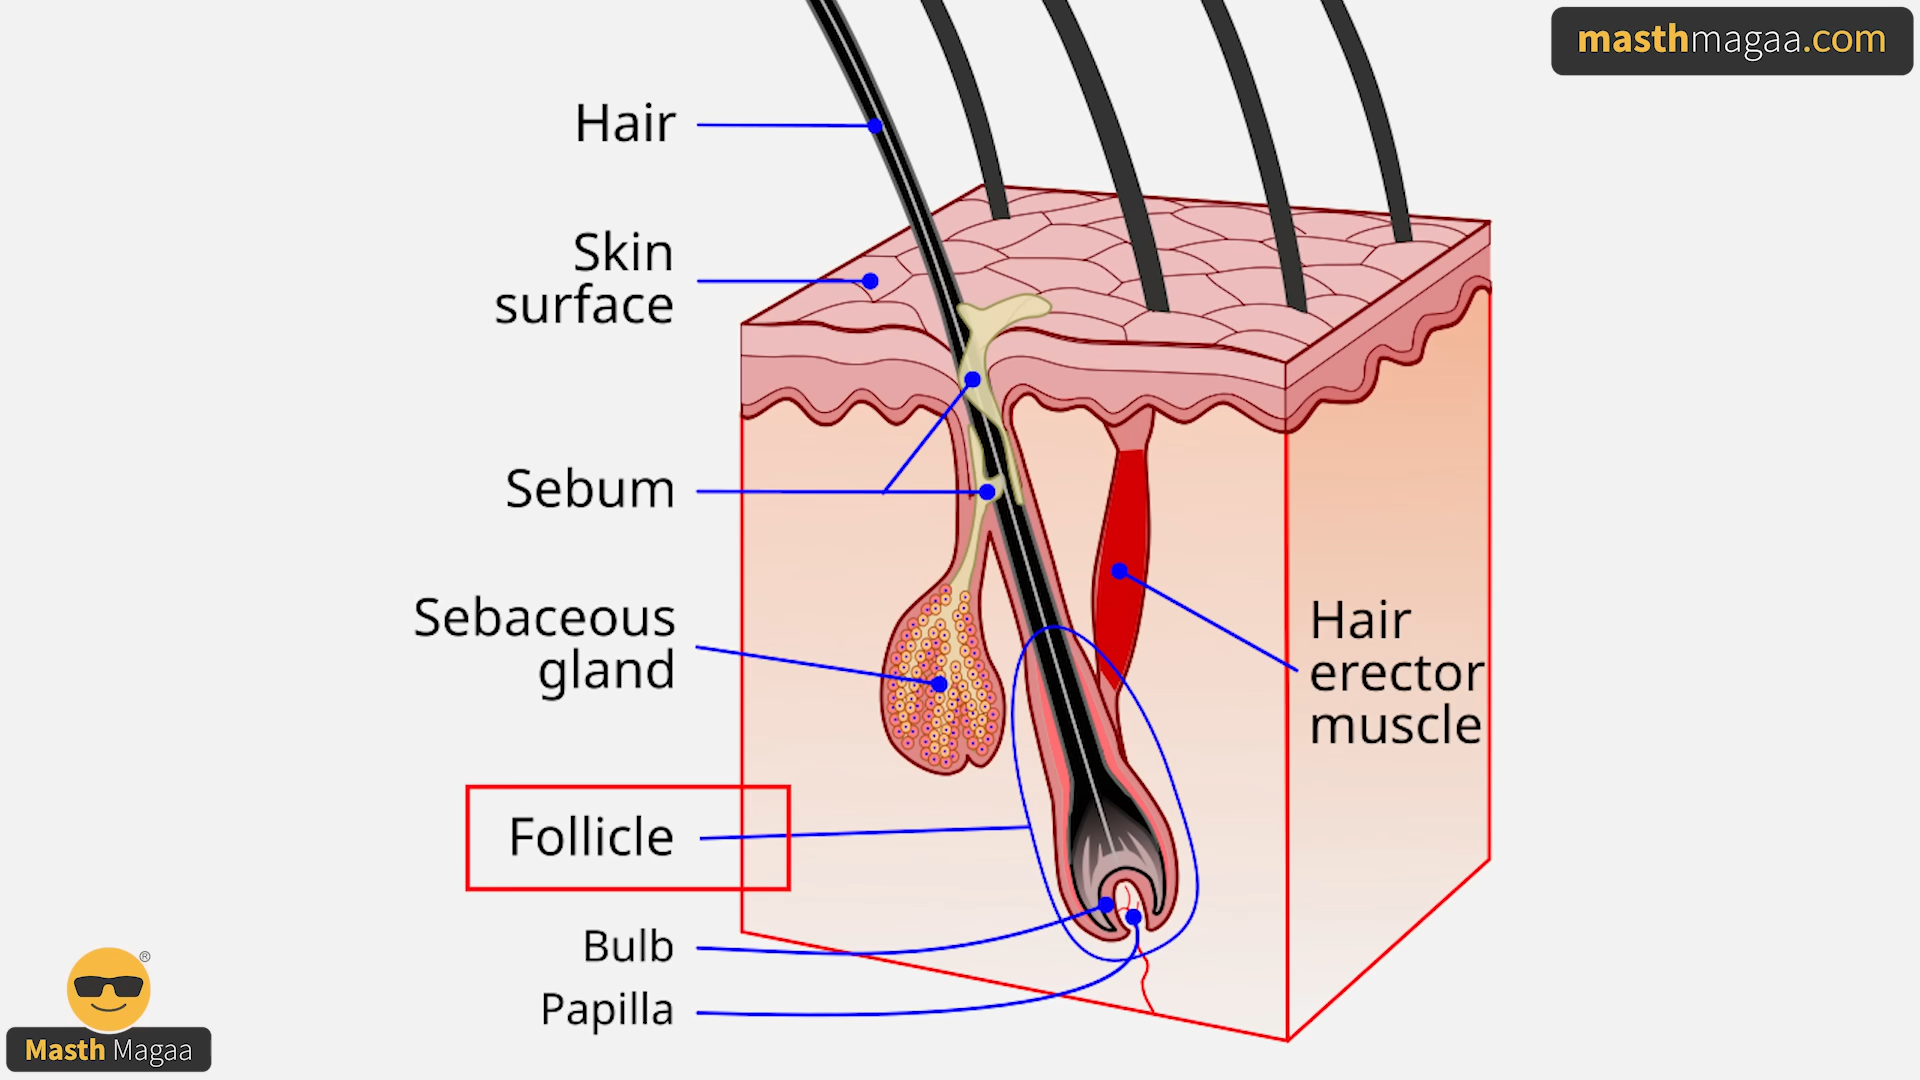 masthmagaa.com
Hair
Skin
surface
Sebum
Sebaceous
gland
Hair
erector
muscle
Follicle
Bulb
Papilla
®
Masth Magaa